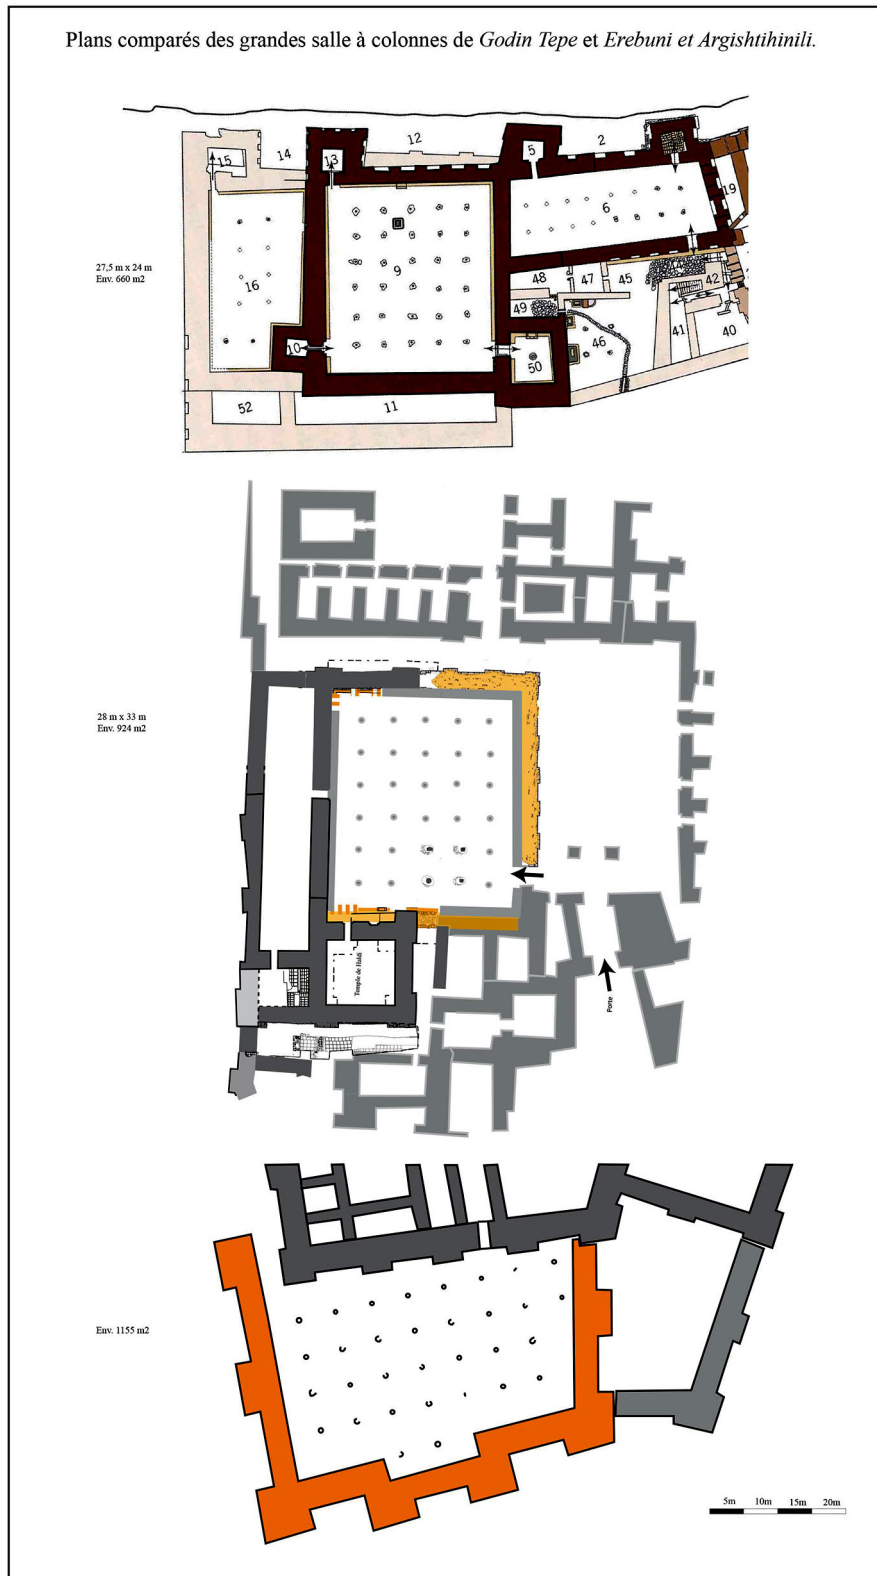 Plans comparés des grandes salle à colonnes de Godin Tepe et Erebuni et Argishtihinili.
12
14
2
15
13
5
19
6
27,5 m x 24 m
Env. 660 m2
16
9
48
47
45
42
49
10
46
41
40
50
52
11
28 m x 33 m
Env. 924 m2
Temple de Haldi
Porte
Env. 1155 m2
5m 10m 15m 20m